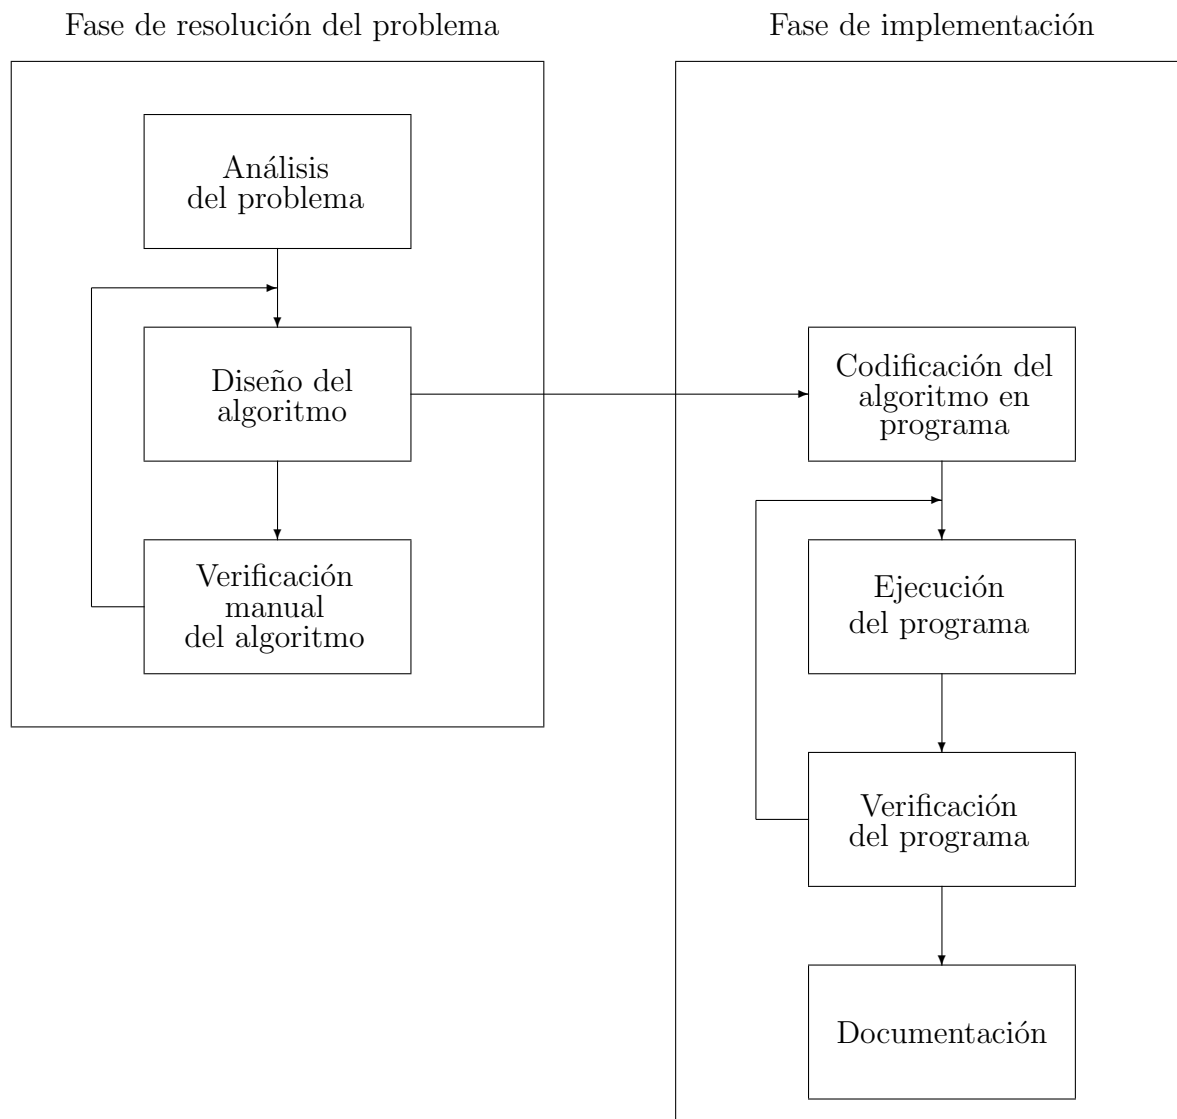 Fase de resolución del problema
Fase de implementación
Análisis
del problema
Diseño del
algoritmo
Verificación
manual
del algoritmo
Codificación del
algoritmo en
programa
Ejecución
del programa
Verificación
del programa
Documentación